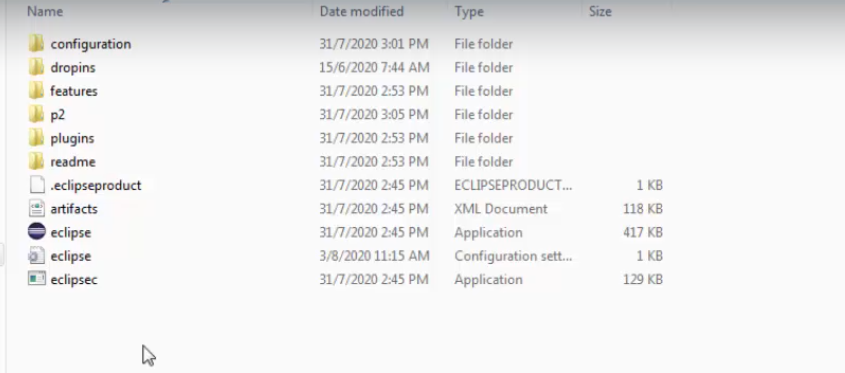 Name Date modified Type Size
configuration 31/7/2020 3:01 PM File folder
dropins 15/6/2020 7:44 AM File folder
features 31/7/2020 2:53 PM File folder
p2 31/7/2020 3:05 PM File folder
plugins 31/7/2020 2:53 PM File folder
readme 31/7/2020 2:53 PM File folder
.eclipseproduct 31/7/2020 2:45 PM ECLIPSEPRODUCT... 1 KB
artifacts 31/7/2020 2:45 PM XML Document 118 KB
eclipse 31/7/2020 2:45 PM Application 417 KB
eclipse 3/8/2020 11:15 AM Configuration sett... 1 KB
eclipsec 31/7/2020 2:45 PM Application 129 KB